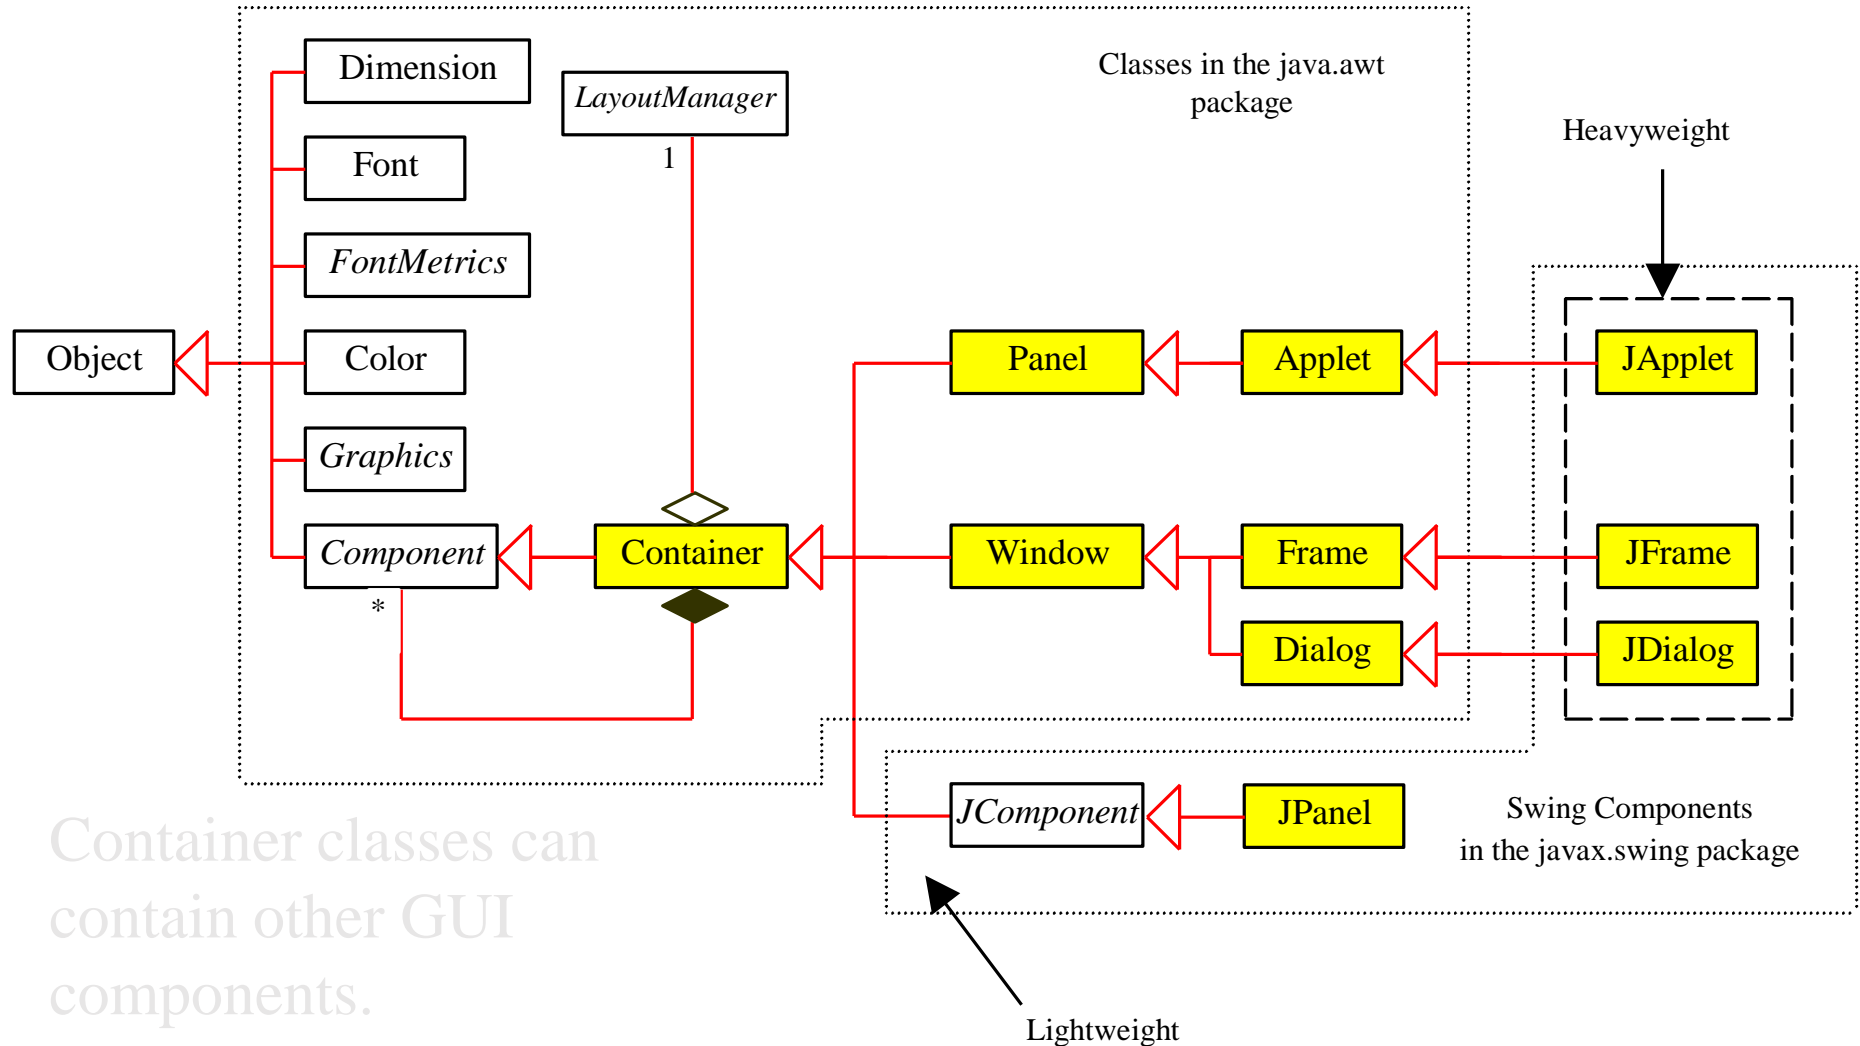 Dimension
LayoutManager
Classes in the java.awt
package
Heavyweight
Font
1
FontMetrics
Object
Color
Panel
Applet
JApplet
Graphics
Component
Container
Window
Frame
JFrame
*
Dialog
JDialog
JComponent
JPanel
Swing Components
in the javax.swing package
Container classes can
contain other GUI
components.
Lightweight